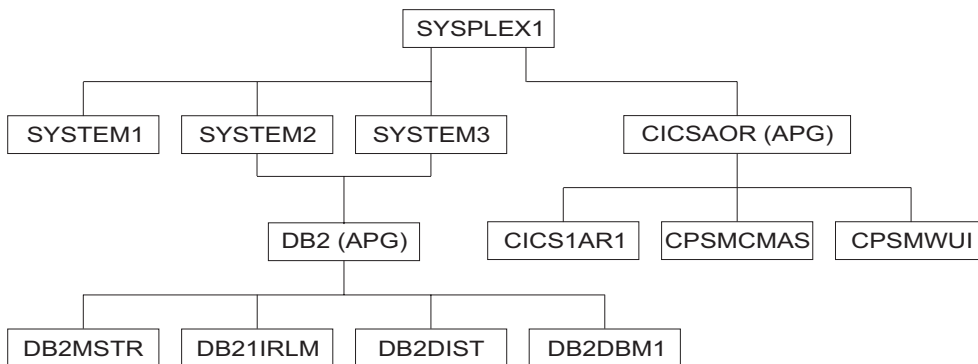 SYSPLEX1
SYSTEM1
SYSTEM2
SYSTEM3
CICSAOR (APG)
DB2 (APG)
CICS1AR1
CPSMCMAS
CPSMWUI
DB2MSTR
DB21IRLM
DB2DIST
DB2DBM1